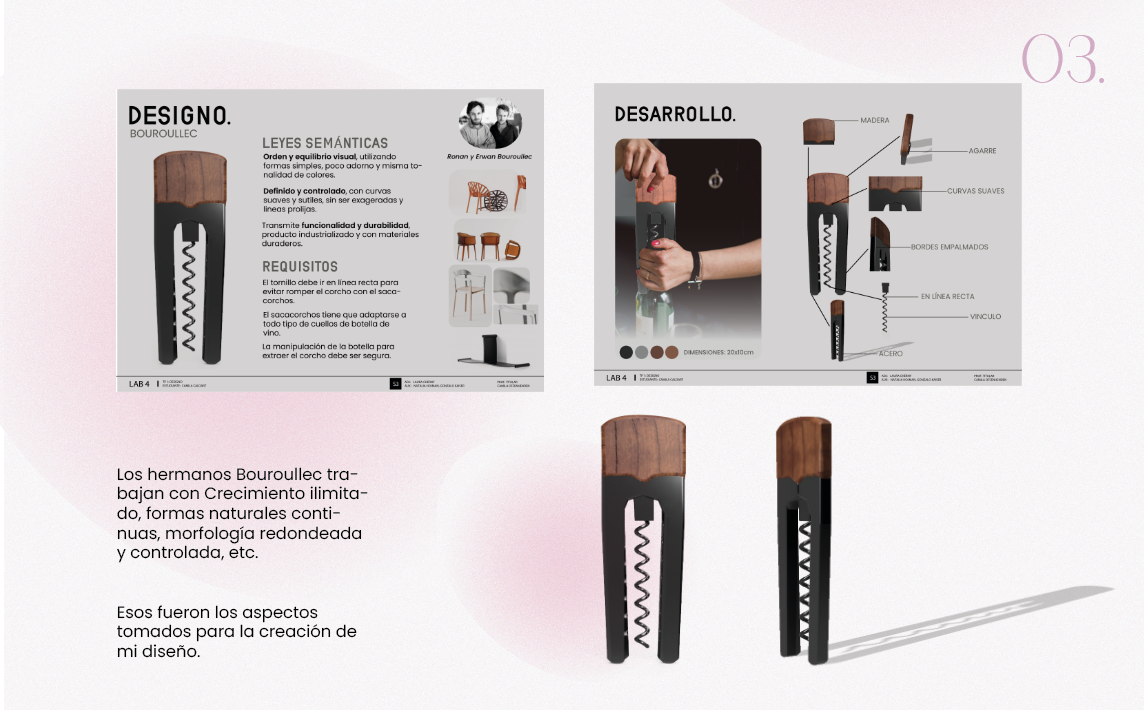 03.
DESIGNO.
BOUROULLEC
LEYES SEMÁNTICAS
Orden y equilibrio visual, utilizando
formas simples, poco adorno y misma to-
nalidad de colores.
Definido y controlado, con curvas
suaves y sutiles, sin ser exageradas y
líneas prolijas.
Transmite funcionalidad y durabilidad,
producto industrializado y con materiales
duraderos.
REQUISITOS
El tornillo debe ir en línea recta para
evitar romper el corcho con el saca-
corchos.
El sacacorchos tiene que adaptarse a
todo tipo de cuellos de botella de
vino.
La manipulación de la botella para
extraer el corcho debe ser segura.
Ronan y Erwan Bouroullec
LAB 4
53
DESARROLLO.
MADERA
AGARRE
CURVAS SUAVES
BORDES EMPALMADOS
EN LÍNEA RECTA
VINCULO
ACERO
DIMENSIONES: 20x10cm
LAB 4
53
Los hermanos Bouroullec tra-
bajan con Crecimiento ilimita-
do, formas naturales conti-
nuas, morfología redondeada
y controlada, etc.
Esos fueron los aspectos
tomados para la creación de
mi diseño.